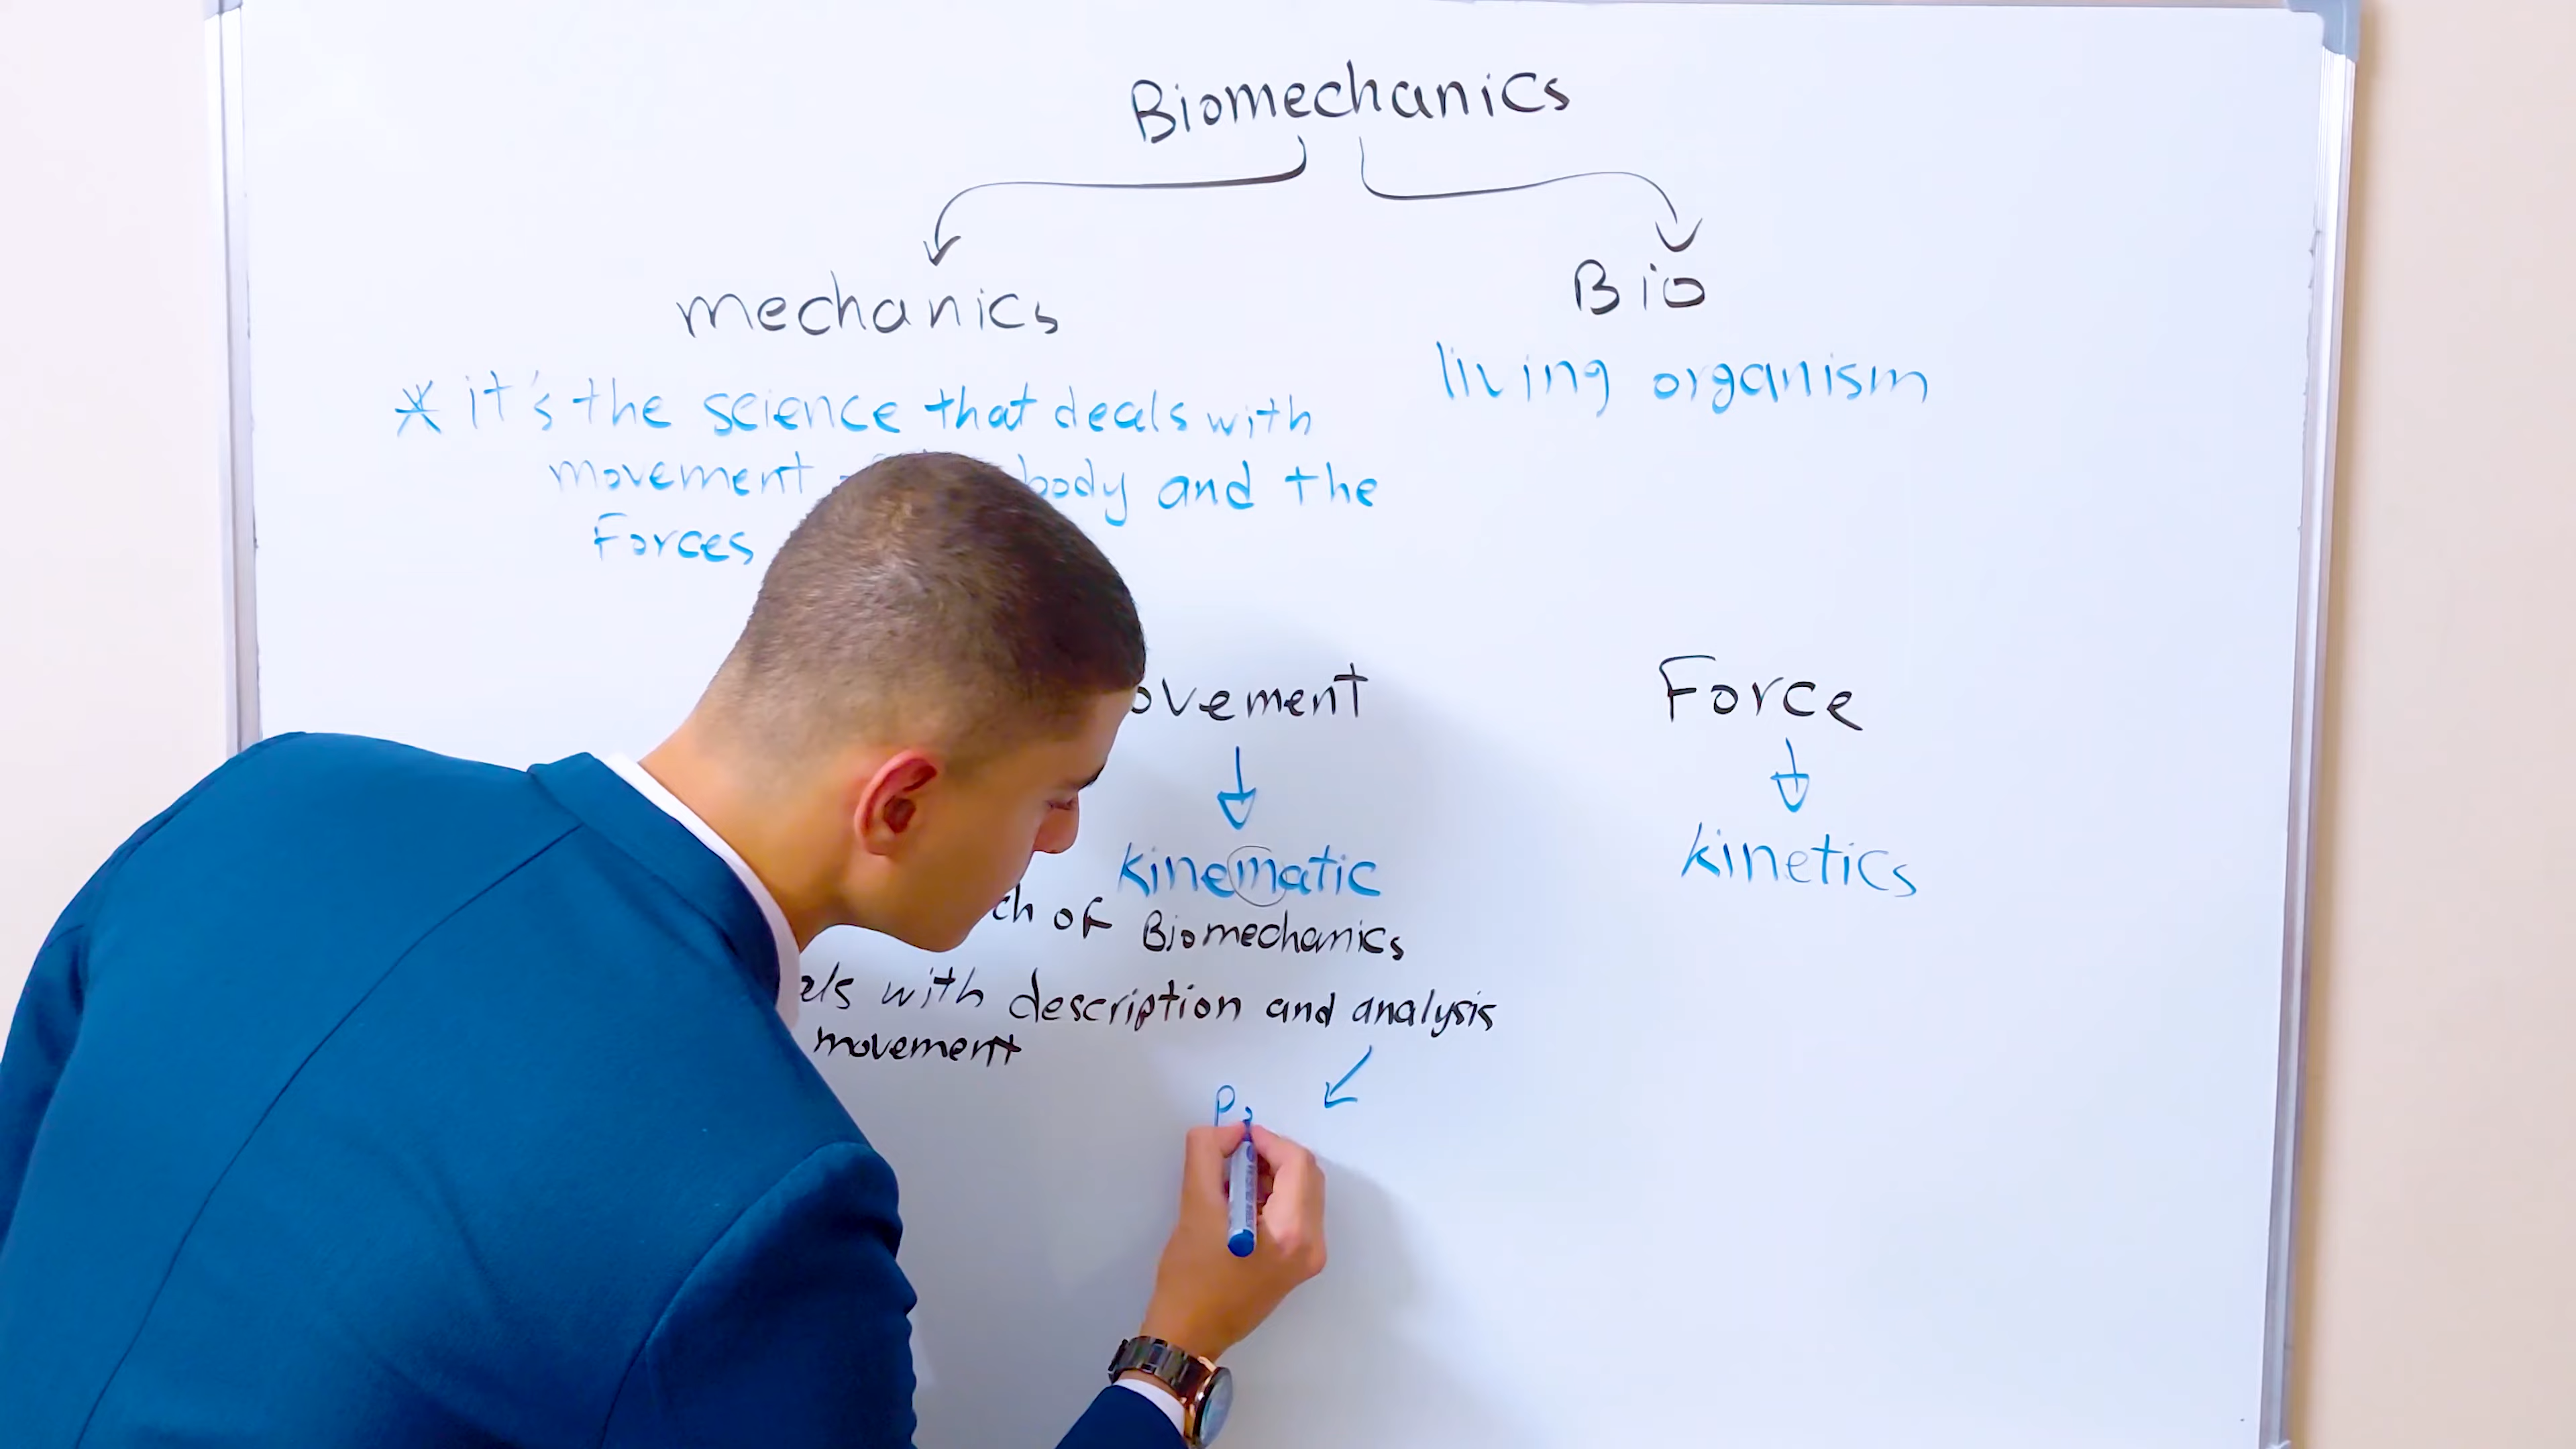 Biomechanics
mechanics
Bio
living organism
* it's the science that deals with
movement body and the
Forces
ovement
Force
kinematic
kinetics
ch of Biomechanics
els with description and analysis
movement
P